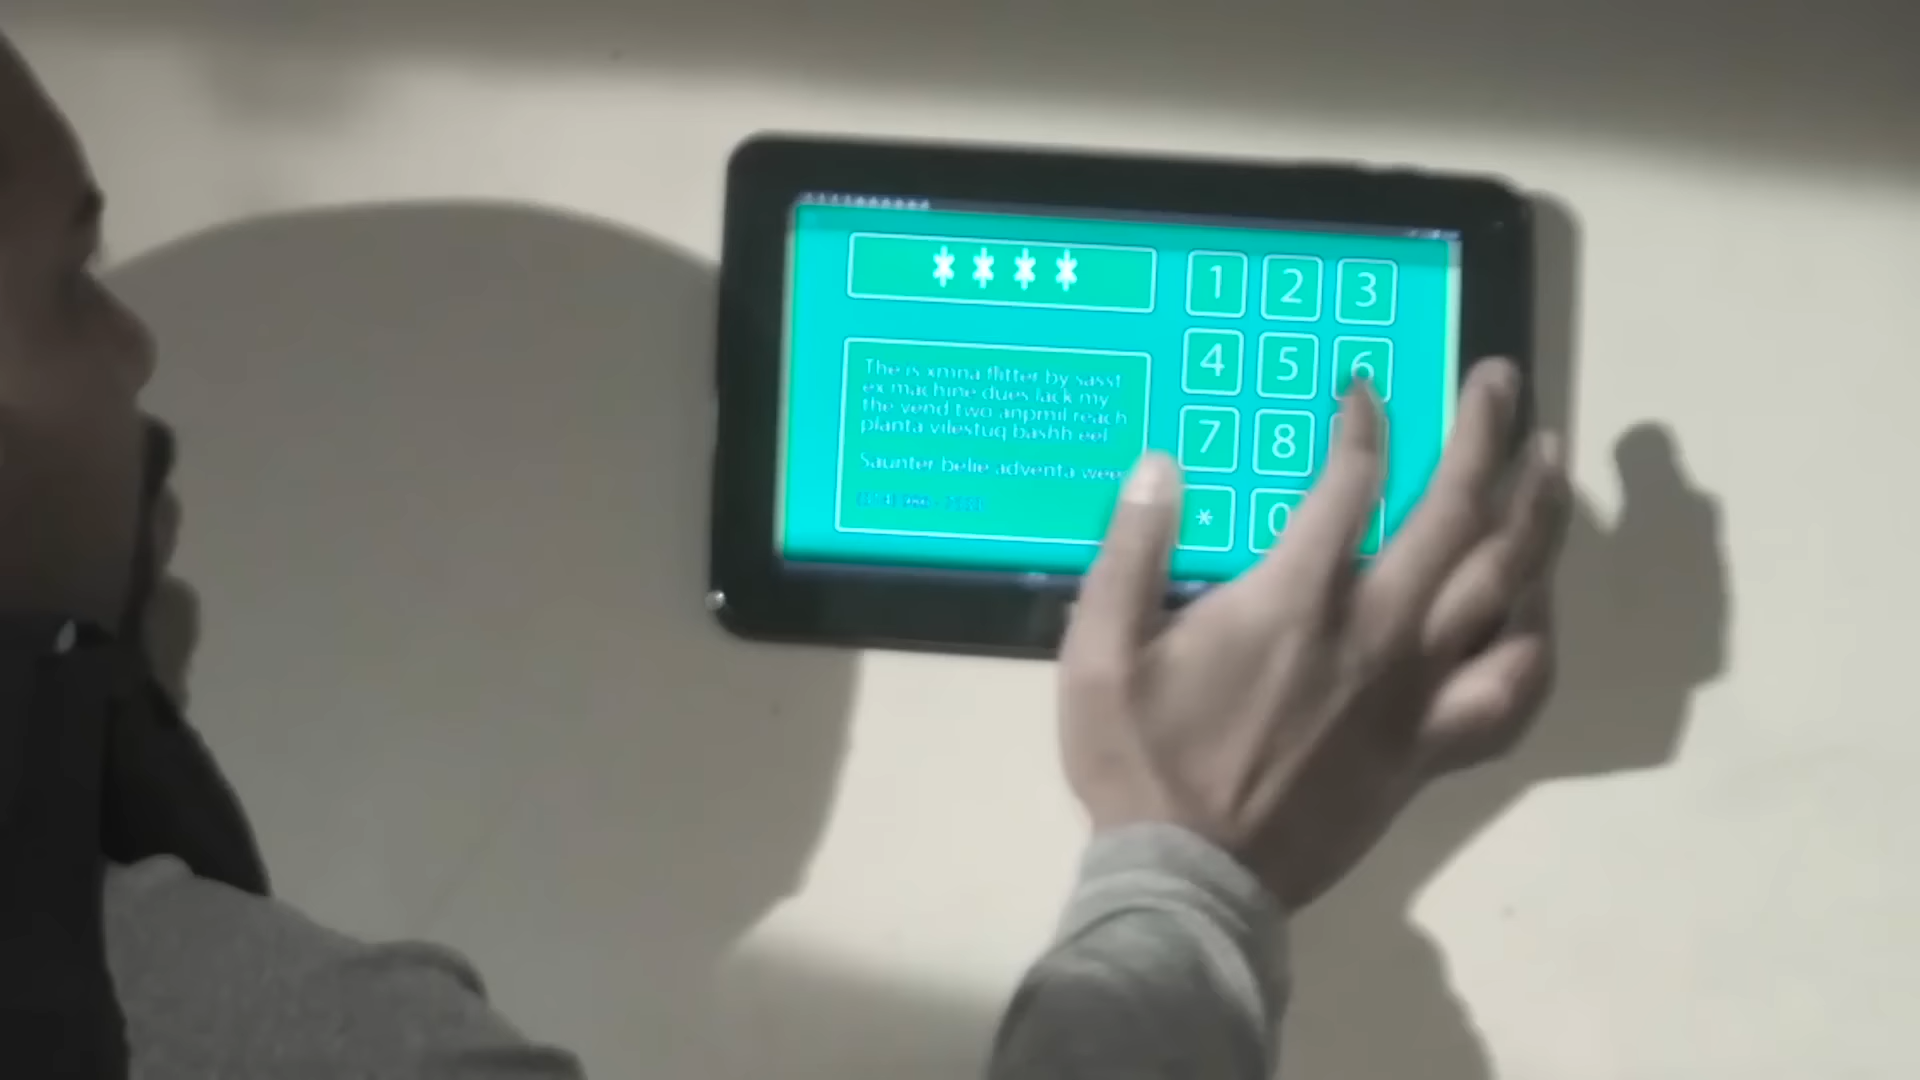 * * * *
1 2 3
4 5 6
7 8
* 0
The is xmna flitter by sasst
ex machine dues lack my
the vend two anpmil reach
planta vilestuq bashh eel
Saunter belie adventa